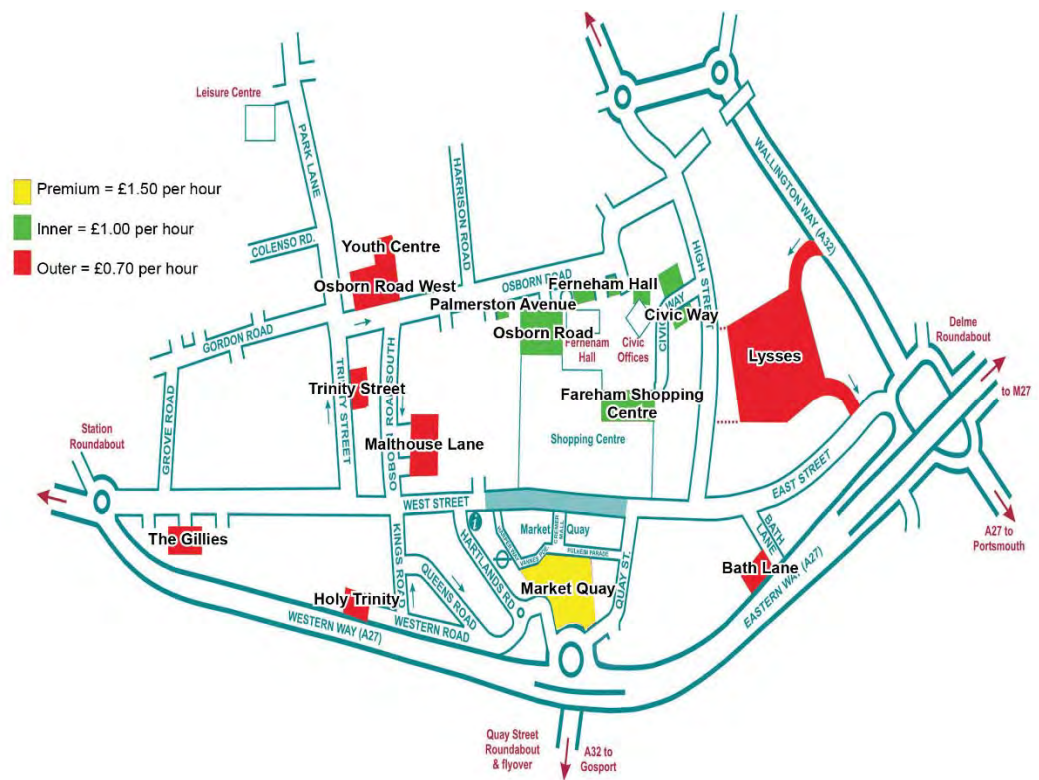 Leisure Centre
PARK LANE
HARRISON ROAD
WALLINGTON WAY (A32)
Premium = £1.50 per hour
Inner = £1.00 per hour
Outer = £0.70 per hour
COLENSO RD.
Youth Centre
Osborn Road West
HIGH STREET
OSBORN ROAD
Ferneham Hall
Palmerston Avenue
CIVIC WAY
Civic Way
Osborn Road
Ferneham
Hall
Civic
Offices
GORDON ROAD
Lysses
Delme
Roundabout
to M27
TRINITY STREET
Trinity Street
OSBORN ROAD SOUTH
Fareham Shopping
Centre
GROVE ROAD
Malthouse Lane
Shopping Centre
Station
Roundabout
WEST STREET
EAST STREET
A27 to
Portsmouth
The Gillies
KINGS ROAD
HARTLANDS RD
i
Market Quay
CREMER
MALL
FULHEIM PARADE
BATH
LANE
Bath Lane
QUEENS ROAD
Market Quay
QUAY ST.
Holy Trinity
WESTERN ROAD
WESTERN WAY (A27)
EASTERN WAY (A27)
Quay Street
Roundabout
& flyover
A32 to
Gosport